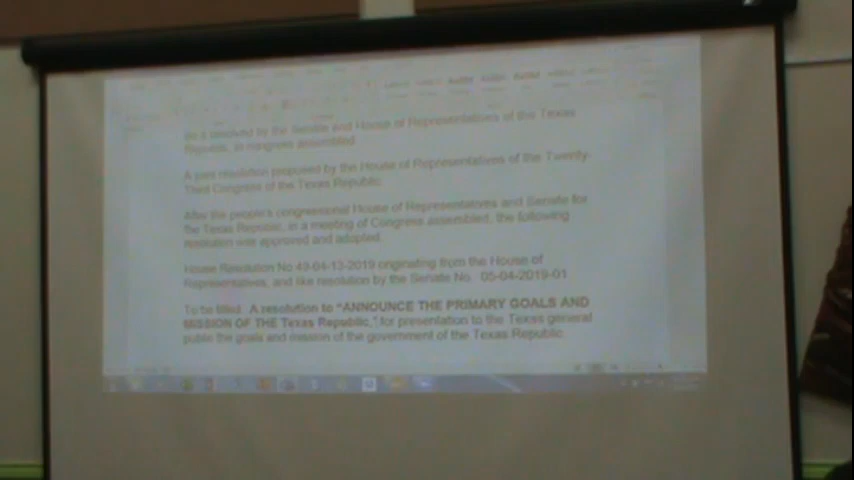 Be it resolved by the Senate and House of Representatives of the Texas
Republic, in congress assembled.
A joint resolution proposed by the House of Representatives of the Twenty-
Third Congress of the Texas Republic.
After the people's congressional House of Representatives and Senate for
the Texas Republic, in a meeting of Congress assembled, the following
resolution was approved and adopted.
House Resolution No 49-04-13-2019 originating from the House of
Representatives, and like resolution by the Senate No. 05-04-2019-01
To be titled: A resolution to "ANNOUNCE THE PRIMARY GOALS AND
MISSION OF THE Texas Republic," for presentation to the Texas general
public the goals and mission of the government of the Texas Republic.